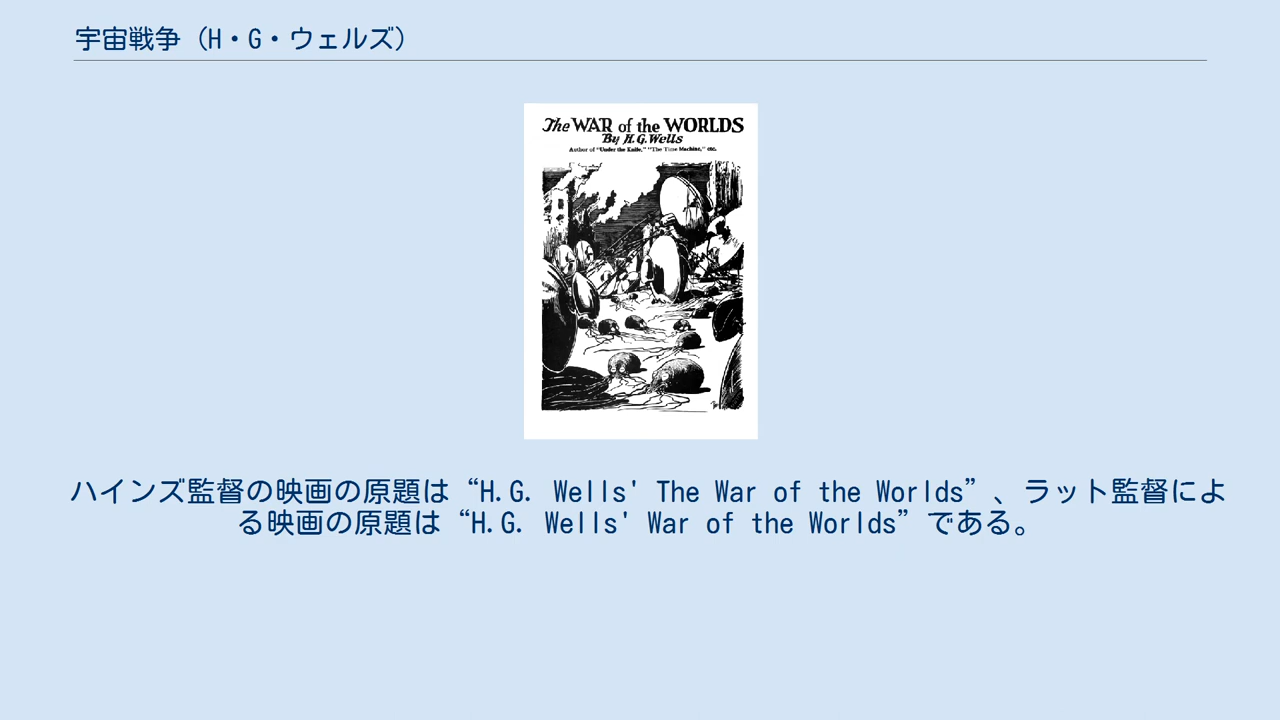 宇宙戦争（H・G・ウェルズ）
The WAR of the WORLDS
By H. G. Wells
Author of "Under the Knife," "The Time Machine," etc.
ハインズ監督の映画の原題は“H.G. Wells' The War of the Worlds”、ラット監督によ
る映画の原題は“H.G. Wells' War of the Worlds”である。